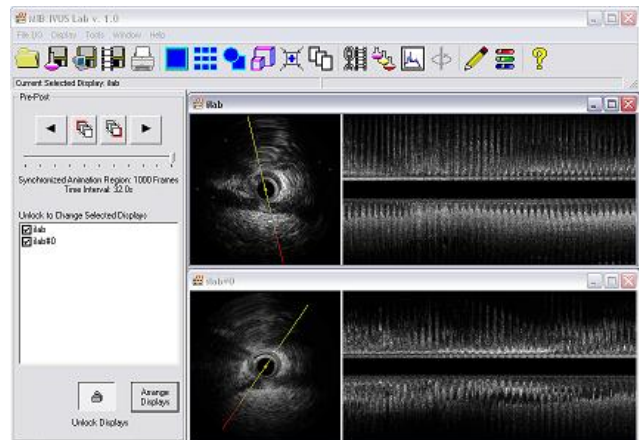 MIB IVUS Lab v. 1.0
File I/O Display Tools Window Help
Current Selected Display: ilab
Pre-Post
Synchronized Animation Region: 1000 Frames
Time Interval: 32.0s
Unlock to Change Selected Displays
ilab
ilab#0
Arrange
Displays
Unlock Displays
ilab
ilab#0